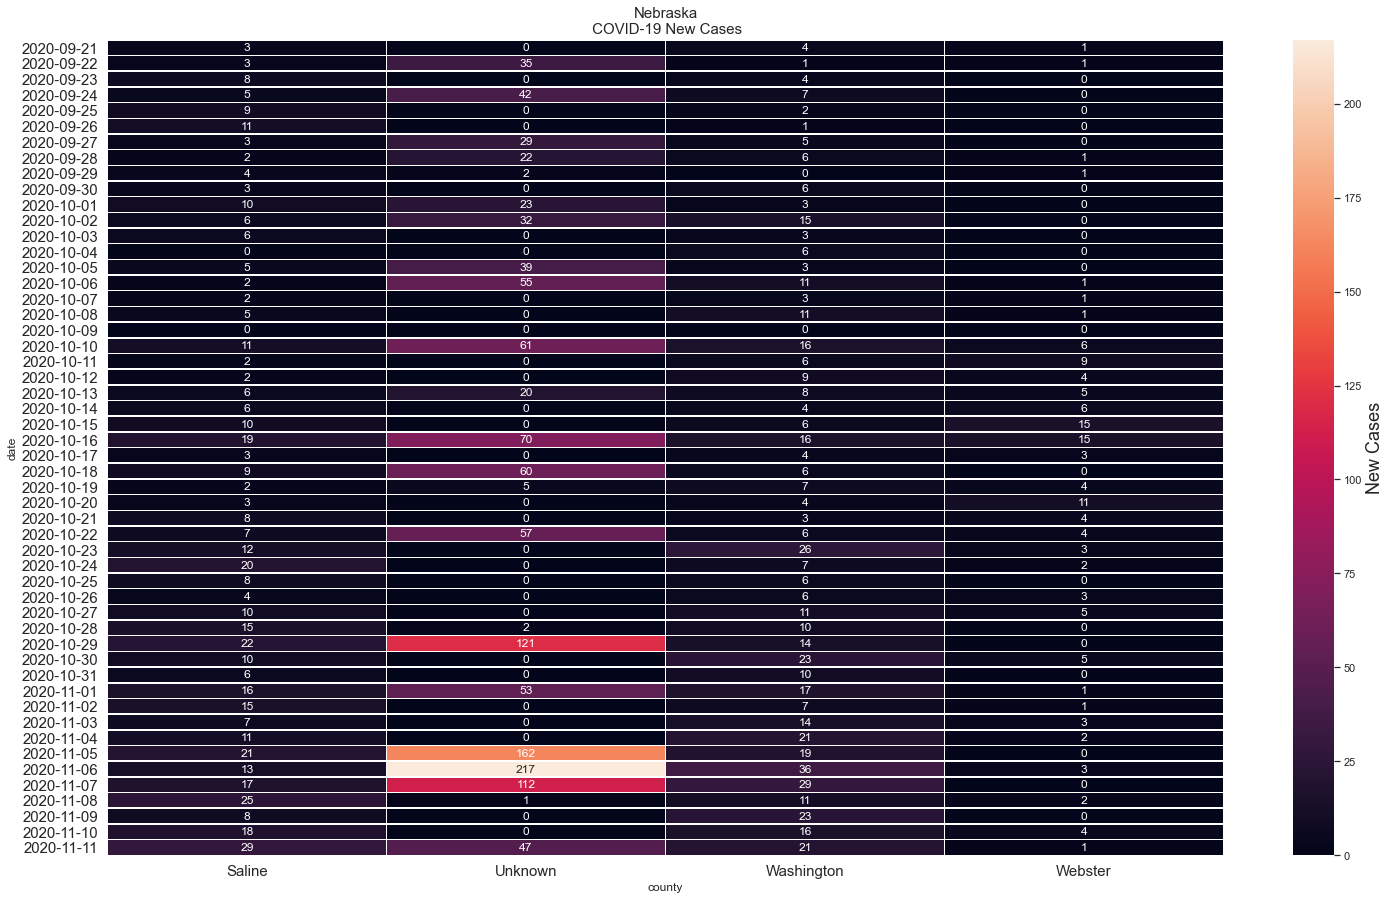 Nebraska
COVID-19 New Cases
2020-09-21 3 0 4 1
2020-09-22 3 35 1 1
2020-09-23 8 0 4 0
2020-09-24 5 42 7 0
2020-09-25 9 0 2 0
2020-09-26 11 0 1 0
2020-09-27 3 29 5 0
2020-09-28 2 22 6 1
2020-09-29 4 2 0 1
2020-09-30 3 0 6 0
2020-10-01 10 23 3 0
2020-10-02 6 32 15 0
2020-10-03 6 0 3 0
2020-10-04 0 0 6 0
2020-10-05 5 39 3 0
2020-10-06 2 55 11 1
2020-10-07 2 0 3 1
2020-10-08 5 0 11 1
2020-10-09 0 0 0 0
2020-10-10 11 61 16 6
2020-10-11 2 0 6 9
2020-10-12 2 0 9 4
2020-10-13 6 20 8 5
2020-10-14 6 0 4 6
2020-10-15 10 0 6 15
2020-10-16 19 70 16 15
2020-10-17 3 0 4 3
2020-10-18 9 60 6 0
2020-10-19 2 5 7 4
2020-10-20 3 0 4 11
2020-10-21 8 0 3 4
2020-10-22 7 57 6 4
2020-10-23 12 0 26 3
2020-10-24 20 0 7 2
2020-10-25 8 0 6 0
2020-10-26 4 0 6 3
2020-10-27 10 0 11 5
2020-10-28 15 2 10 0
2020-10-29 22 121 14 0
2020-10-30 10 0 23 5
2020-10-31 6 0 10 0
2020-11-01 16 53 17 1
2020-11-02 15 0 7 1
2020-11-03 7 0 14 3
2020-11-04 11 0 21 2
2020-11-05 21 162 19 0
2020-11-06 13 217 36 3
2020-11-07 17 112 29 0
2020-11-08 25 1 11 2
2020-11-09 8 0 23 0
2020-11-10 18 0 16 4
2020-11-11 29 47 21 1
Saline Unknown Washington Webster
county
date
200
175
150
125
100
75
50
25
0
New Cases